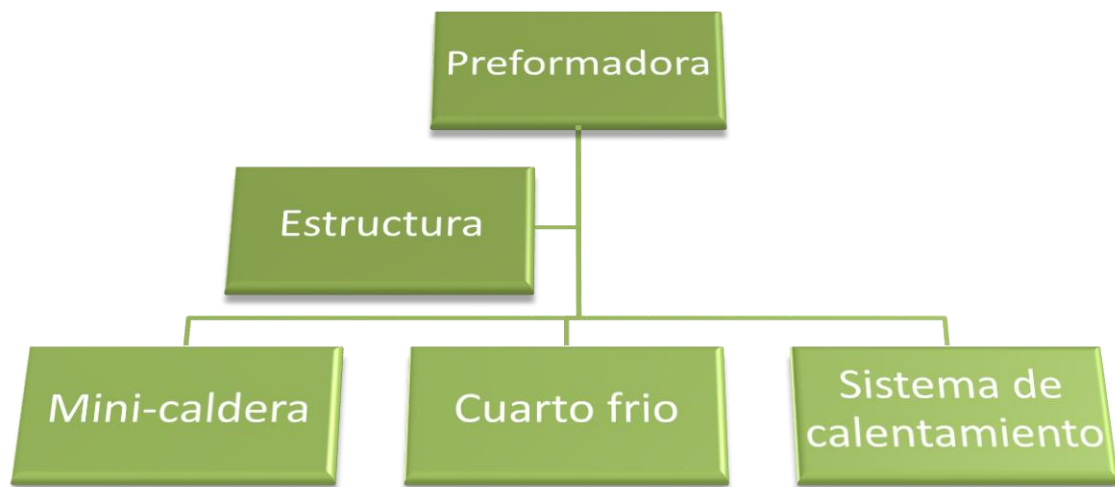 Preformadora
Estructura
Mini-caldera
Cuarto frio
Sistema de
calentamiento